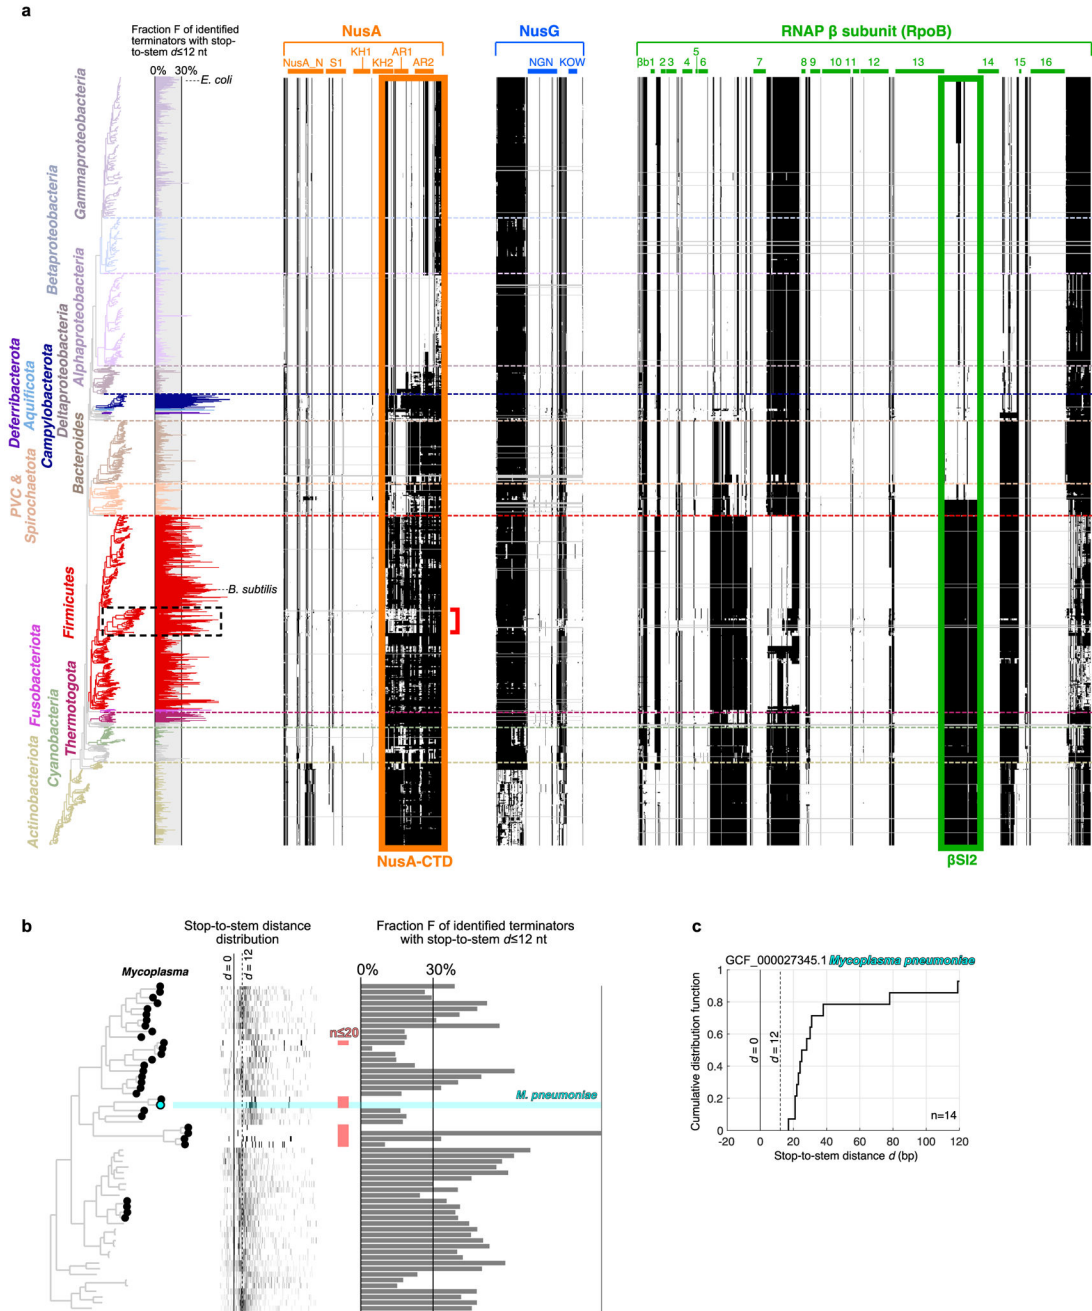 a
Fraction F of identified
terminators with stop-
to-stem d≤12 nt
0% 30%
E. coli
NusA
KH1 AR1
NusA_N S1 KH2 AR2
NusG
NGN KOW
RNAP β subunit (RpoB)
5
βb1 2 3 4 6 7 8 9 10 11 12 13 14 15 16
Gammaproteobacteria
Betaproteobacteria
Alphaproteobacteria
Deltaproteobacteria
Campylobacterota
Aquificota
Deferribacterota
Bacteroides
PVC &
Spirochaetota
Firmicutes
B. subtilis
Fusobacteriota
Thermotogota
Cyanobacteria
Actinobacteriota
NusA-CTD
βSI2
b
Stop-to-stem distance
distribution
Fraction F of identified terminators
with stop-to-stem d≤12 nt
Mycoplasma
d = 0
d = 12
0% 30%
n≤20
M. pneumoniae
c
GCF_000027345.1 Mycoplasma pneumoniae
Cumulative distribution function
1
0.8
0.6
0.4
0.2
0
d = 0
d = 12
n=14
-20 0 20 40 60 80 100 120
Stop-to-stem distance d (bp)